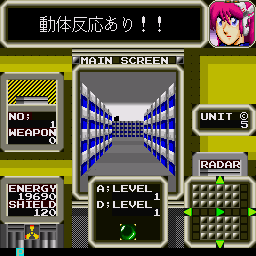 動体反応あり！！
MAIN SCREEN
NO:
1
WEAPON
0
UNIT ©
5
RADAR
ENERGY
19690
SHIELD
120
A;LEVEL
1
D;LEVEL
1